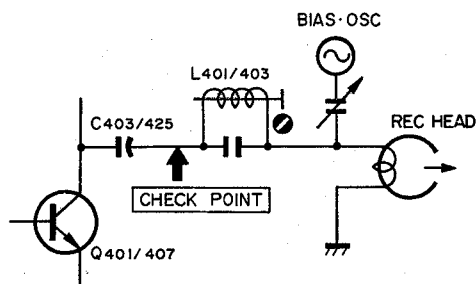 BIAS·OSC
L401/403
C403/425
REC HEAD
CHECK POINT
Q401/407